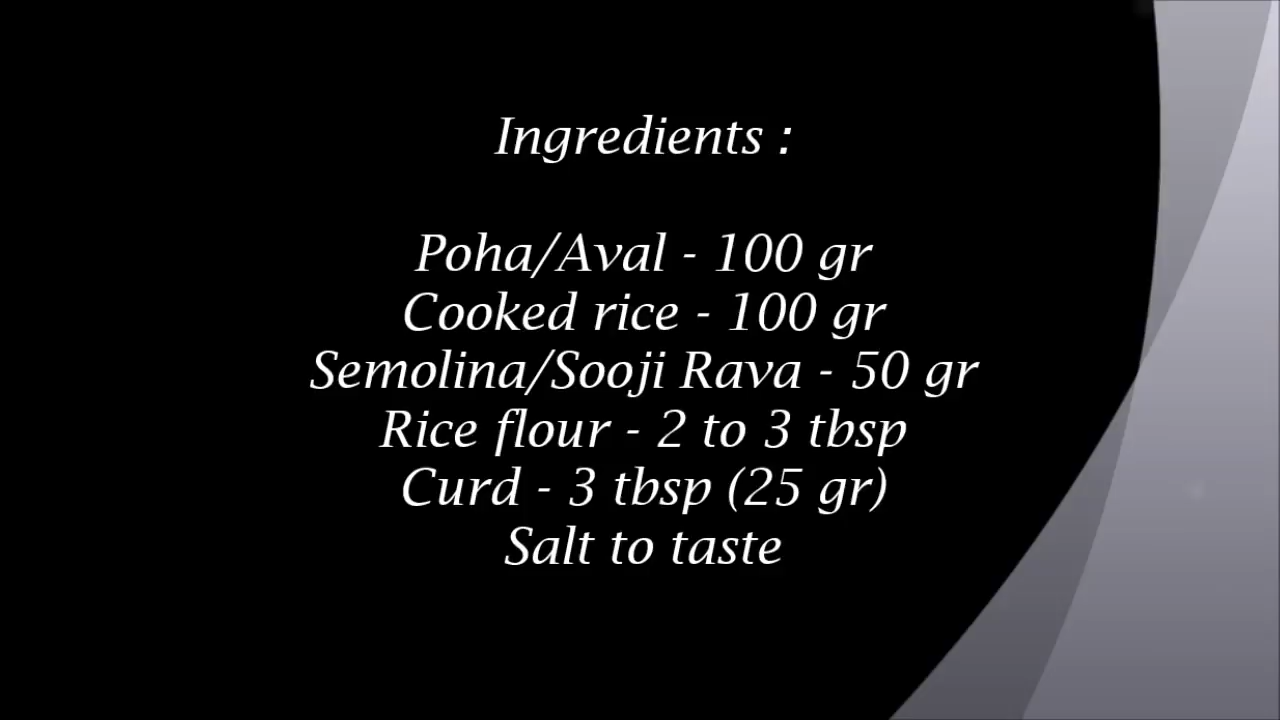 Ingredients :
Poha/Aval - 100 gr
Cooked rice - 100 gr
Semolina/Sooji Rava - 50 gr
Rice flour - 2 to 3 tbsp
Curd - 3 tbsp (25 gr)
Salt to taste